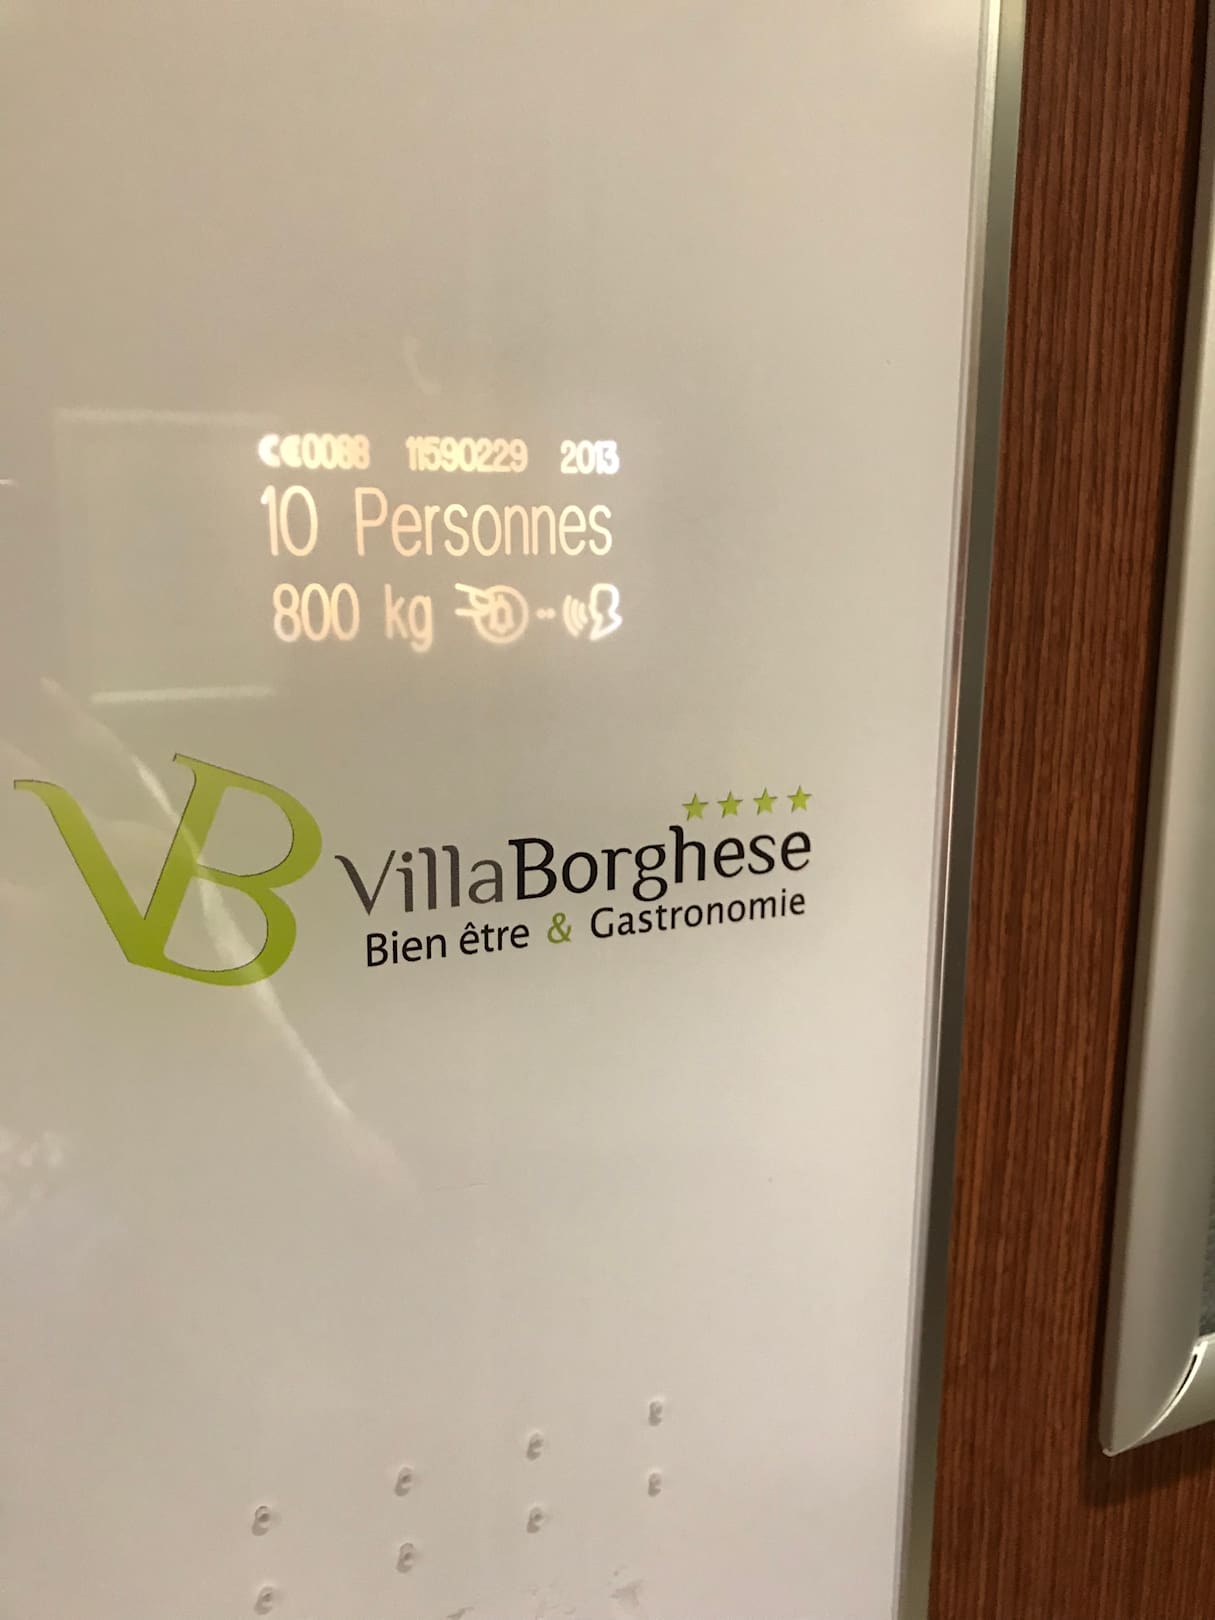 CE0088 11590229 2013
10 Personnes
800 kg
VB
VillaBorghese
Bien être & Gastronomie